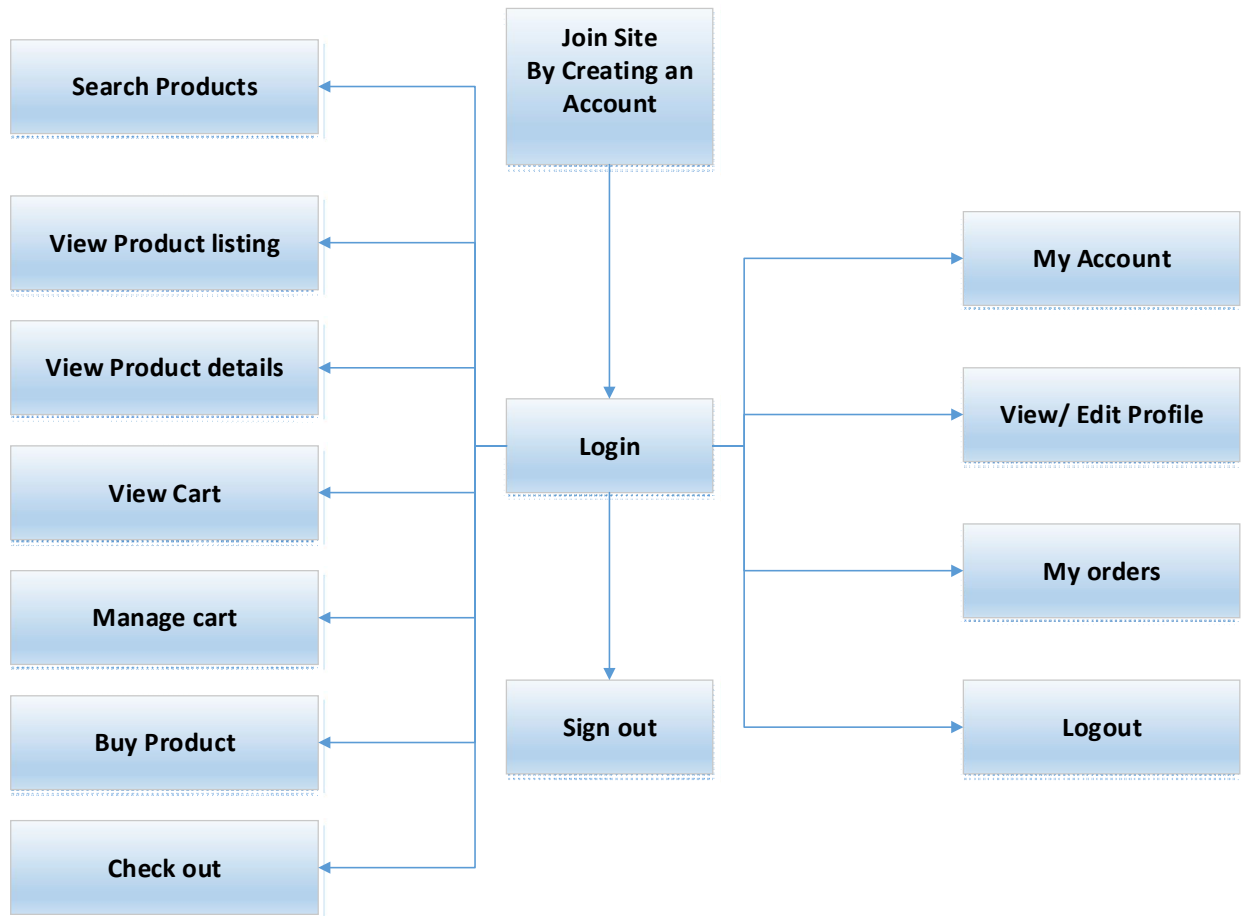 Join Site
By Creating an
Account
Search Products
View Product listing
View Product details
View Cart
Manage cart
Buy Product
Check out
Login
Sign out
My Account
View/ Edit Profile
My orders
Logout